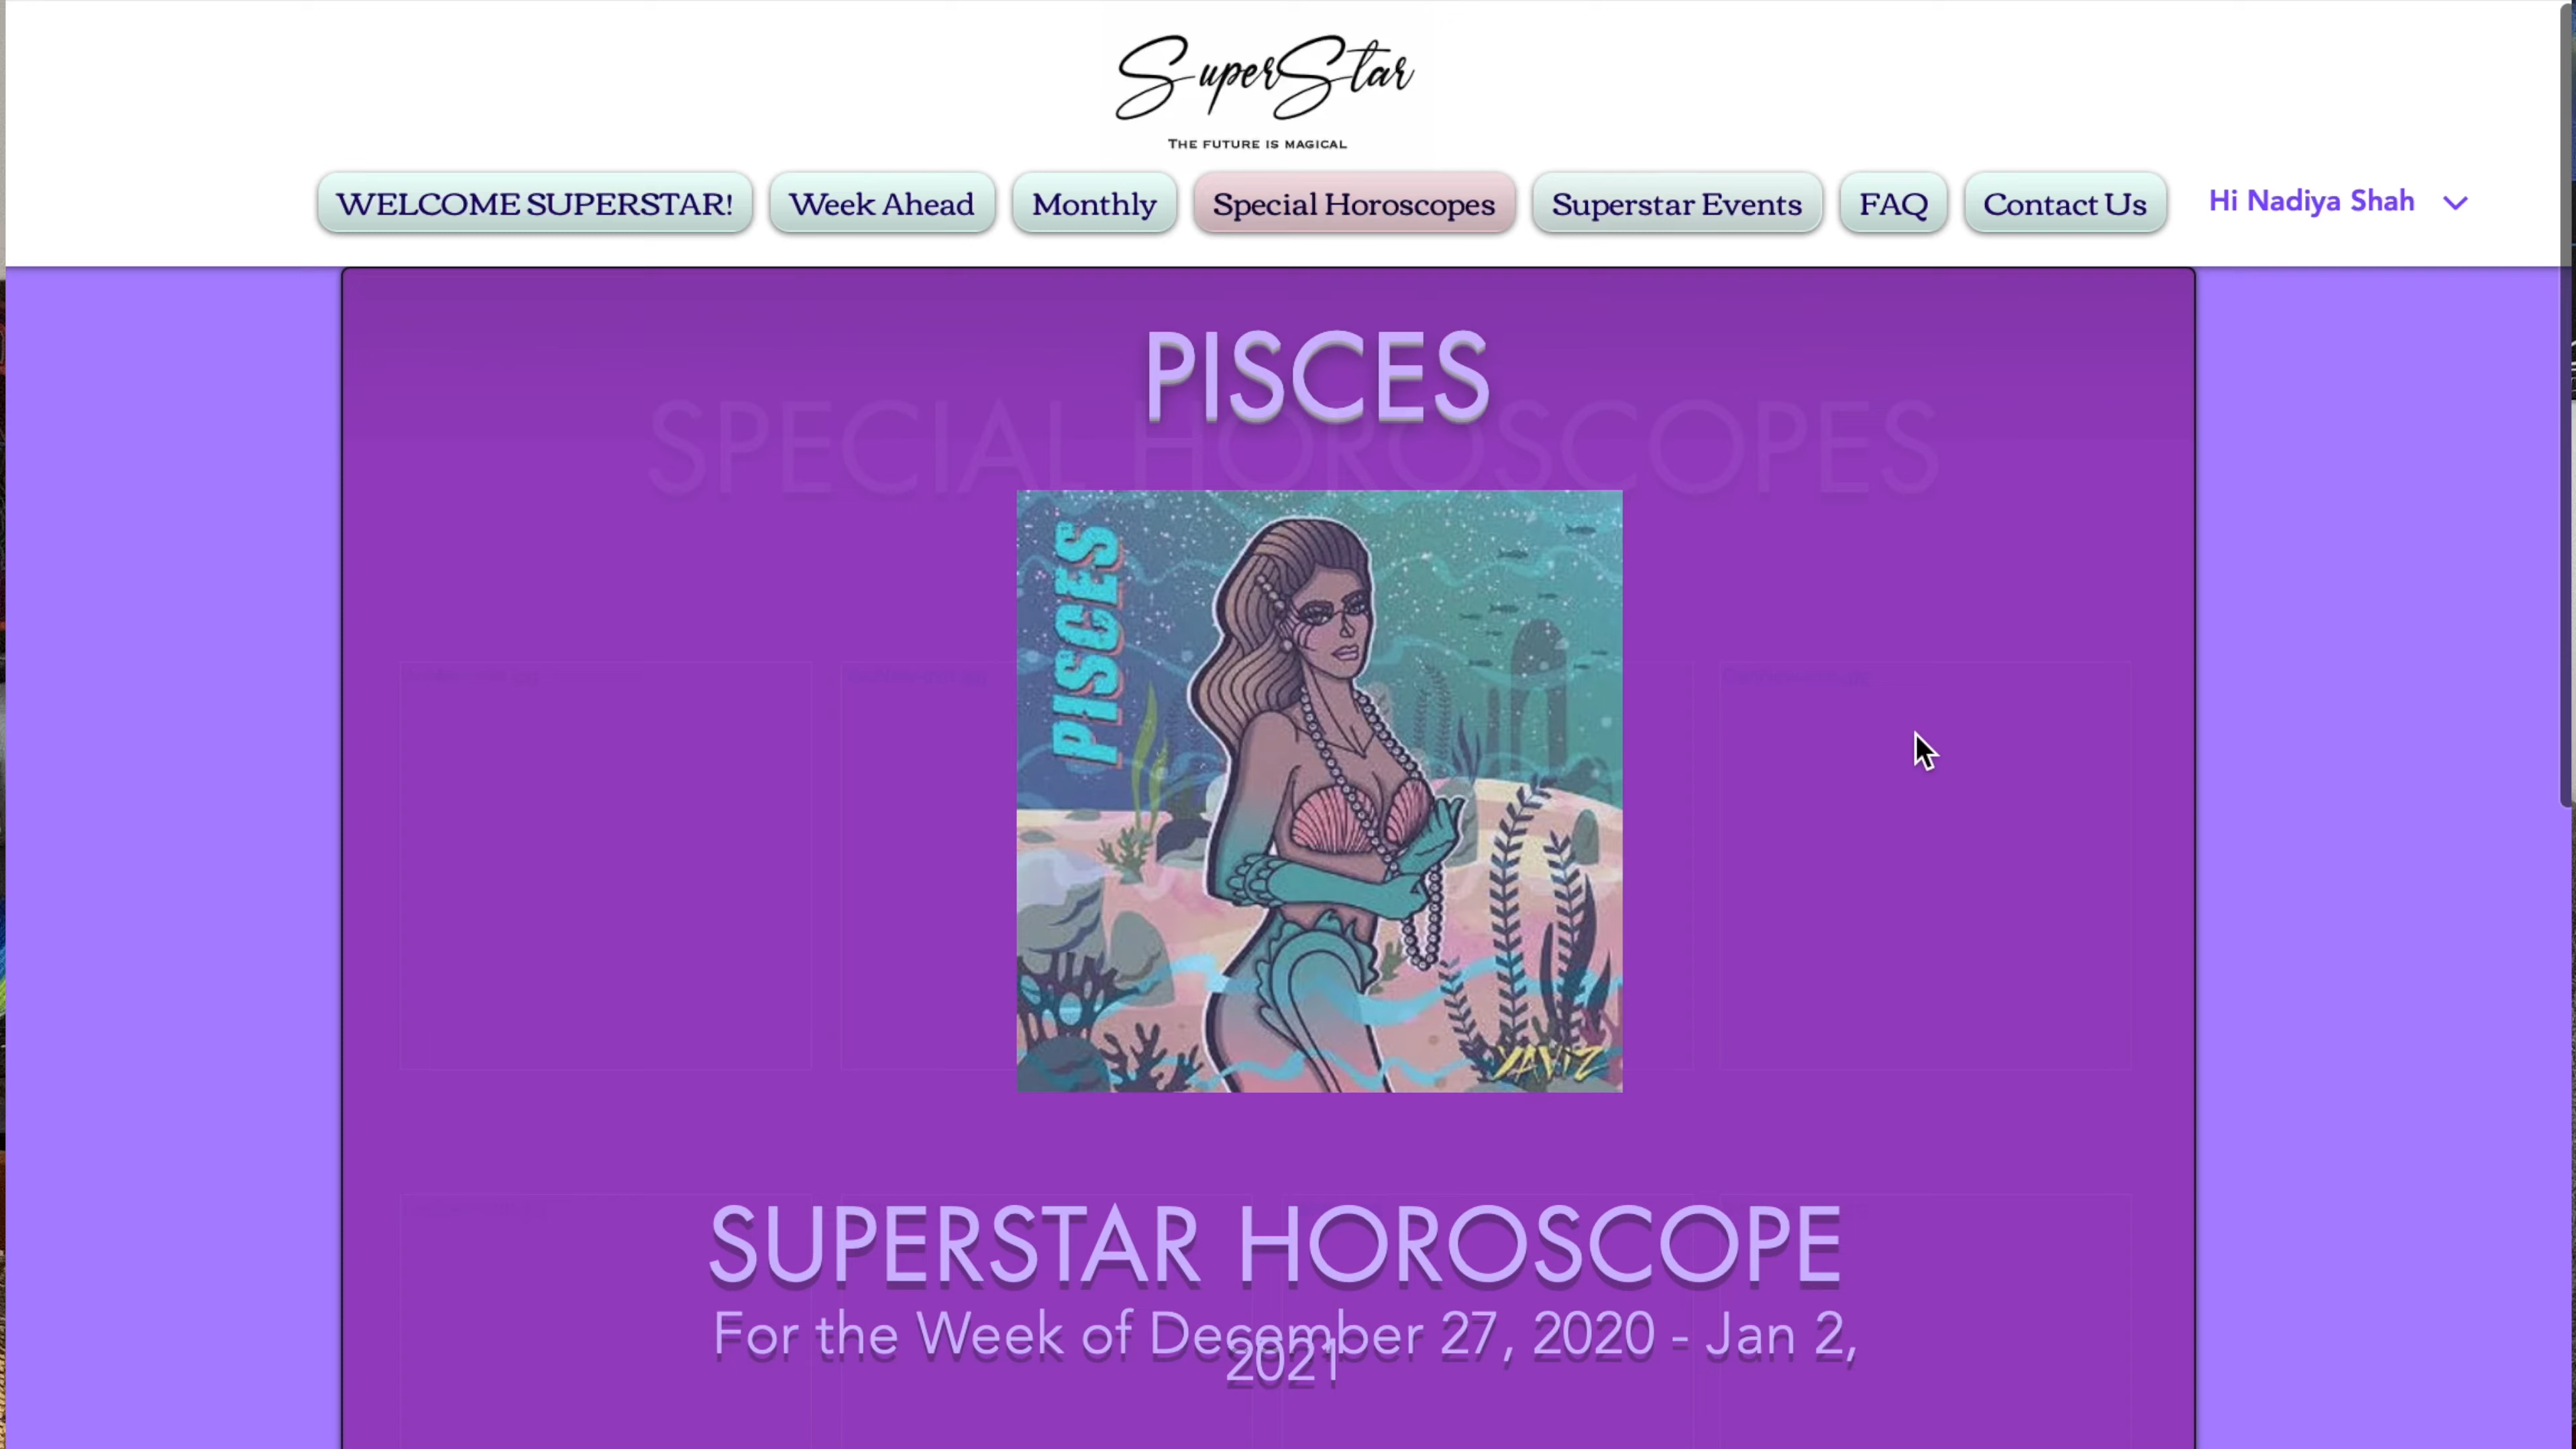 SuperStar
THE FUTURE IS MAGICAL
WELCOME SUPERSTAR!
Week Ahead
Monthly
Special Horoscopes
Superstar Events
FAQ
Contact Us
Hi Nadiya Shah
PISCES
SPECIAL HOROSCOPES
PISCES
YAVIZ
SUPERSTAR HOROSCOPE
For the Week of December 27, 2020 - Jan 2,
2021